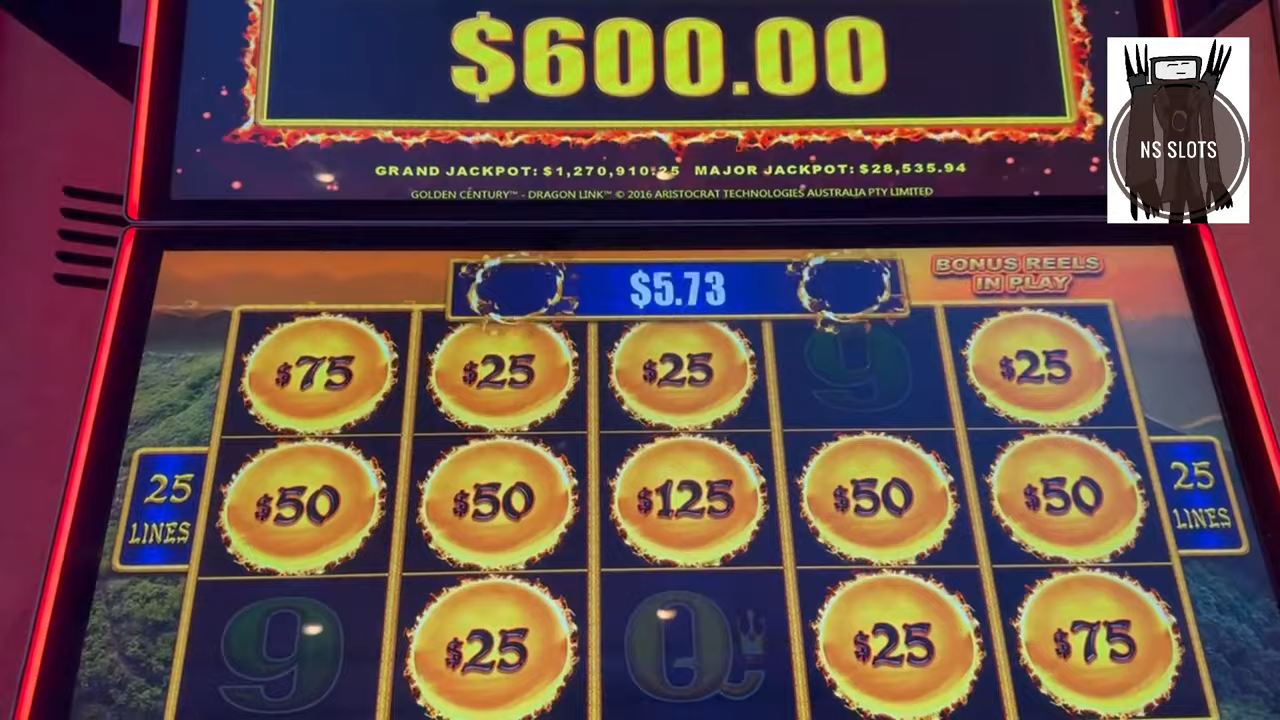 $600.00
GRAND JACKPOT: $1,270,910.25 MAJOR JACKPOT: $28,535.94
GOLDEN CENTURY™ - DRAGON LINK™ © 2016 ARISTOCRAT TECHNOLOGIES AUSTRALIA PTY LIMITED
NS SLOTS
$5.73
BONUS REELS
IN PLAY
$75 $25 $25 9 $25
25 LINES
$50 $50 $125 $50 $50
25 LINES
9 $25 Q $25 $75